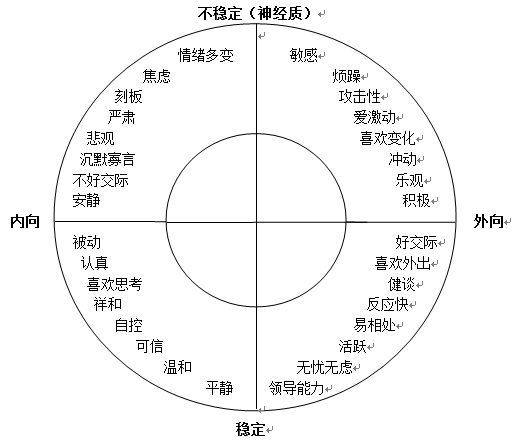 不稳定（神经质）
情绪多变
焦虑
刻板
严肃
悲观
沉默寡言
不好交际
安静
敏感
烦躁
攻击性
爱激动
喜欢变化
冲动
乐观
积极
内向
外向
被动
认真
喜欢思考
祥和
自控
可信
温和
平静
好交际
喜欢外出
健谈
反应快
易相处
活跃
无忧无虑
领导能力
稳定